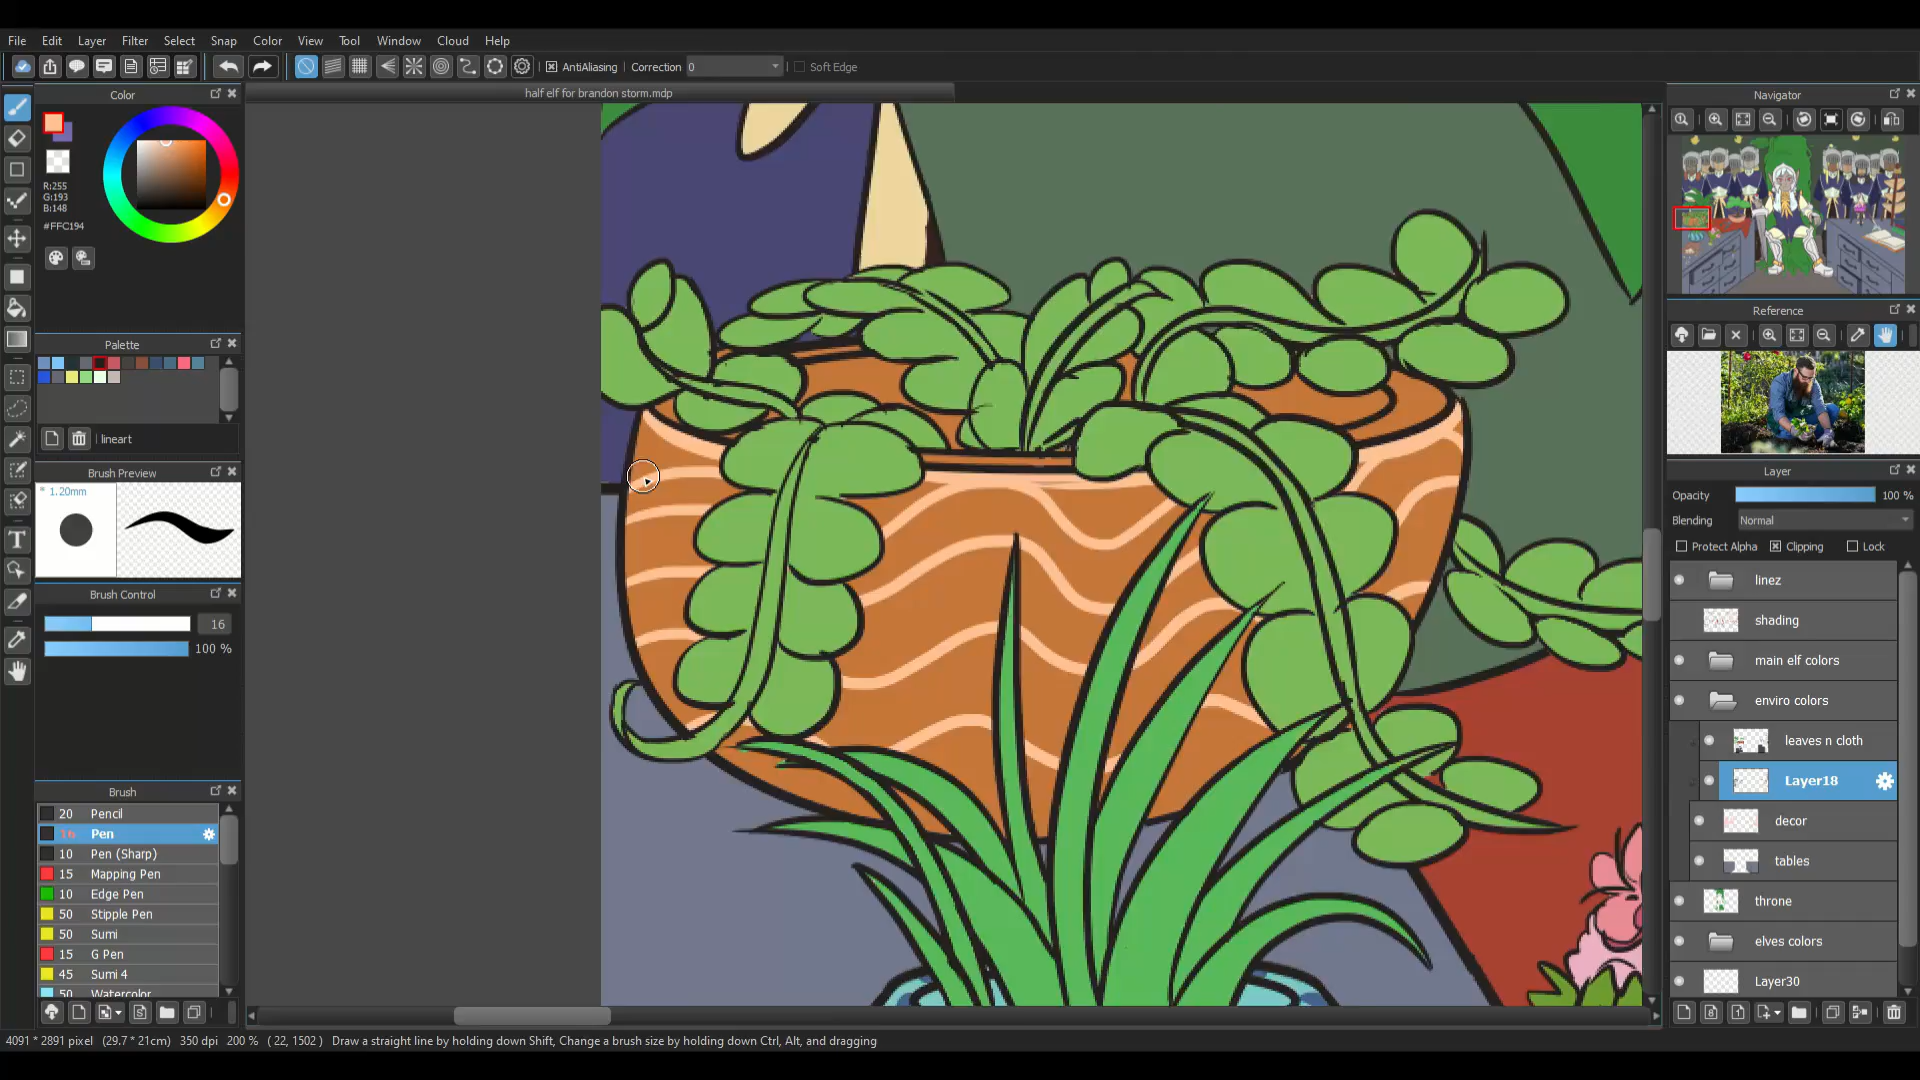 File Edit Layer Filter Select Snap Color View Tool Window Cloud Help
AntiAliasing Correction 0 Soft Edge
Color
half elf for brandon storm.mdp
Navigator
R:255
G:193
B:148
#FFC194
Reference
Palette
lineart
Brush Preview
* 1.20mm
Layer
Opacity 100 %
Blending Normal
Protect Alpha Clipping Lock
Brush Control
16
100 %
linez
shading
main elf colors
enviro colors
leaves n cloth
Layer18
decor
tables
throne
elves colors
Layer30
Brush
20 Pencil
16 Pen
10 Pen (Sharp)
15 Mapping Pen
10 Edge Pen
50 Stipple Pen
50 Sumi
15 G Pen
45 Sumi 4
50 Watercolor
T
4091 * 2891 pixel (29.7 * 21cm) 350 dpi 200 % ( 22, 1502 ) Draw a straight line by holding down Shift, Change a brush size by holding down Ctrl, Alt, and dragging